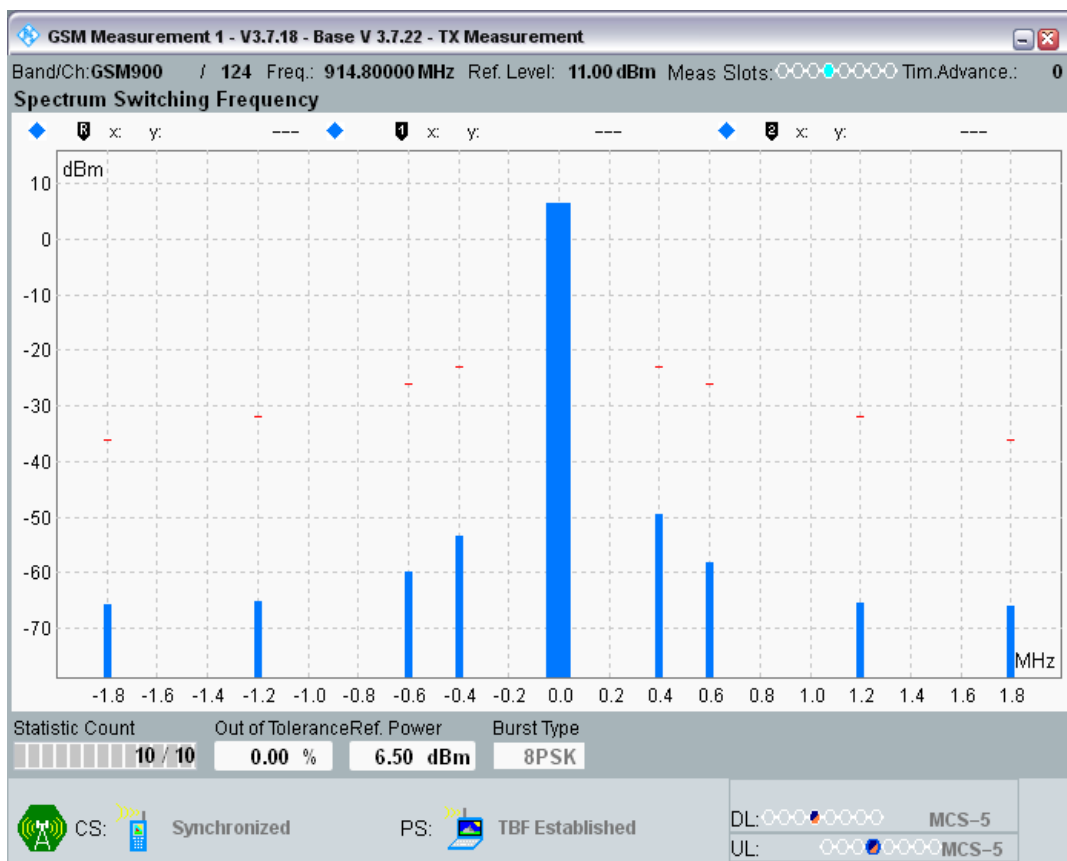 GSM Measurement 1 - V3.7.18 - Base V 3.7.22 - TX Measurement
Band/Ch:GSM900 / 124 Freq.: 914.80000 MHz Ref. Level: 11.00 dBm Meas Slots: Tim.Advance.: 0
Spectrum Switching Frequency
R x: y: --- 1 x: y: --- 2 x: y: ---
dBm
10
0
-10
-20
-30
-40
-50
-60
-70
MHz
-1.8 -1.6 -1.4 -1.2 -1.0 -0.8 -0.6 -0.4 -0.2 0.0 0.2 0.4 0.6 0.8 1.0 1.2 1.4 1.6 1.8
Statistic Count Out of Tolerance Ref. Power Burst Type
10 / 10 0.00 % 6.50 dBm 8PSK
CS: Synchronized PS: TBF Established DL: MCS-5
UL: MCS-5